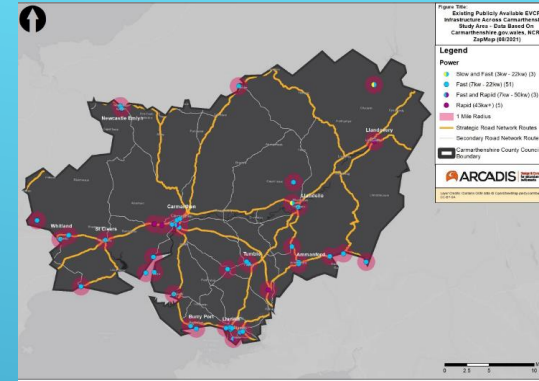 Figure Title:
Existing Publicly Available EVCP
Infrastructure Across Carmarthenshire
Study Area - Data Based On
Carmarthenshire.gov.wales, NCR
ZapMap (08/2021)
Legend
Power
Slow and Fast (3kw - 22kw) (3)
Fast (7kw - 22kw) (51)
Fast and Rapid (7kw - 50kw) (3)
Rapid (43kw+) (5)
1 Mile Radius
Strategic Road Network Routes
Secondary Road Network Routes
Carmarthenshire County Council
Boundary
ARCADIS
Newcastle Emlyn
Llandovery
Llandeilo
Carmarthen
Whitland
St Clears
Tumble
Ammanford
Burry Port
Llanelli
0 2.5 5 10